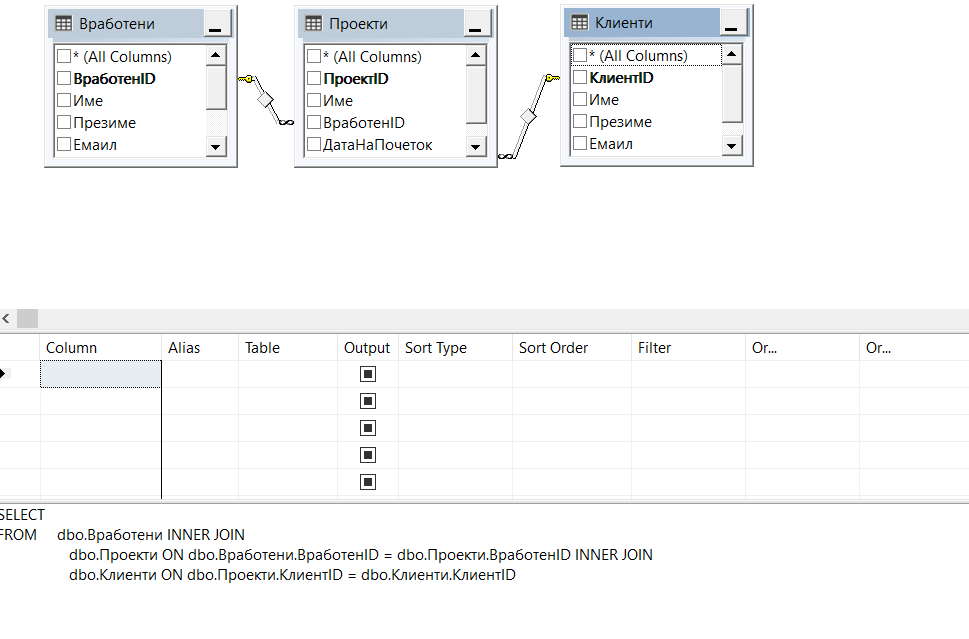 Вработени
* (All Columns)
ВработенID
Име
Презиме
Емаил
Проекти
* (All Columns)
ПроектID
Име
ВработенID
ДатаНаПочеток
Клиенти
* (All Columns)
КлиентID
Име
Презиме
Емаил
Column Alias Table Output Sort Type Sort Order Filter Or... Or...
SELECT
FROM dbo.Вработени INNER JOIN
dbo.Проекти ON dbo.Вработени.ВработенID = dbo.Проекти.ВработенID INNER JOIN
dbo.Клиенти ON dbo.Проекти.КлиентID = dbo.Клиенти.КлиентID